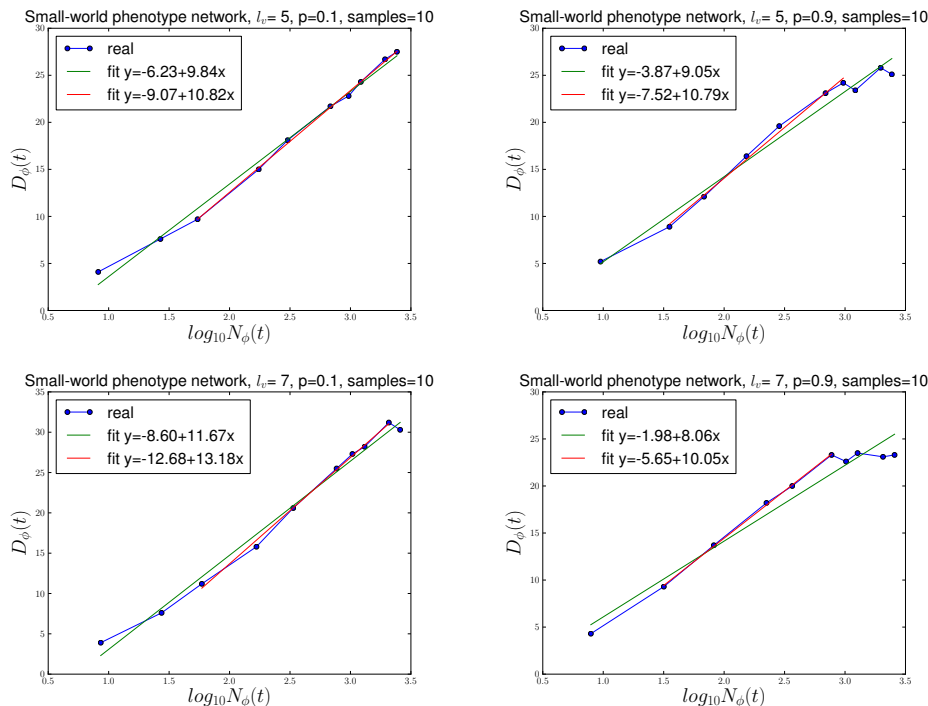 Small-world phenotype network, l_v = 5, p=0.1, samples=10
real
fit y=-6.23+9.84x
fit y=-9.07+10.82x
30
25
20
15
10
5
0
D_ϕ(t)
0.5 1.0 1.5 2.0 2.5 3.0 3.5
log_10 N_ϕ(t)
Small-world phenotype network, l_v = 5, p=0.9, samples=10
real
fit y=-3.87+9.05x
fit y=-7.52+10.79x
30
25
20
15
10
5
0
D_ϕ(t)
0.5 1.0 1.5 2.0 2.5 3.0 3.5
log_10 N_ϕ(t)
Small-world phenotype network, l_v = 7, p=0.1, samples=10
real
fit y=-8.60+11.67x
fit y=-12.68+13.18x
35
30
25
20
15
10
5
0
D_ϕ(t)
0.5 1.0 1.5 2.0 2.5 3.0 3.5
log_10 N_ϕ(t)
Small-world phenotype network, l_v = 7, p=0.9, samples=10
real
fit y=-1.98+8.06x
fit y=-5.65+10.05x
30
25
20
15
10
5
0
D_ϕ(t)
0.5 1.0 1.5 2.0 2.5 3.0 3.5
log_10 N_ϕ(t)